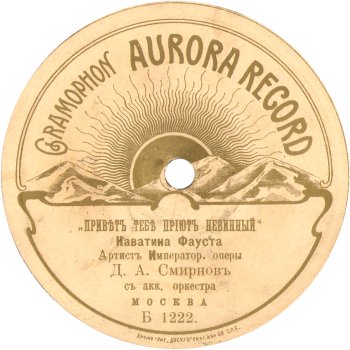 GRAMOPHON AURORA RECORD
„ПРИВѢТЪ ТЕБѢ ПРІЮТЪ НЕВИННЫЙ"
Каватина Фауста
Артистъ Император. оперы
Д. А. Смирновъ
съ акк. оркестра
МОСКВА
Б 1222.